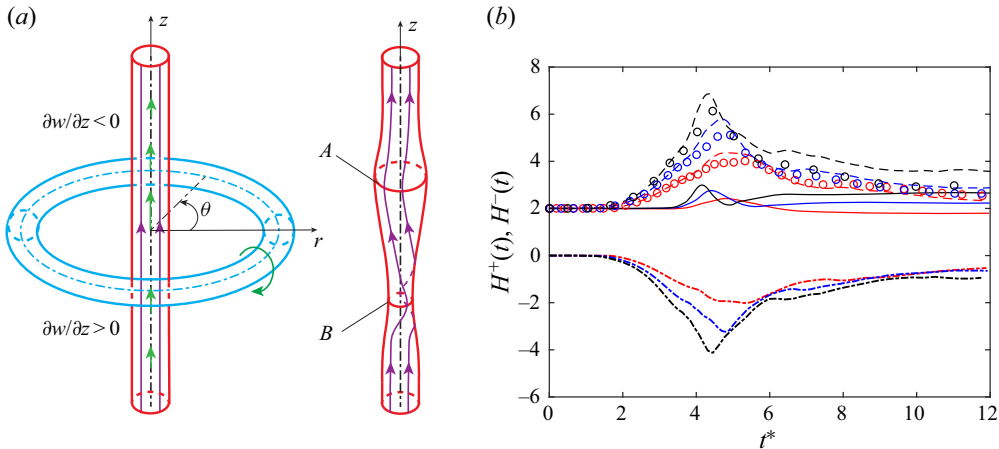 (a)
z
∂w/∂z < 0
θ
r
∂w/∂z > 0
z
A
B
(b)
H⁺(t), H⁻(t)
8
6
4
2
0
–2
–4
–6
0 2 4 6 8 10 12
t*